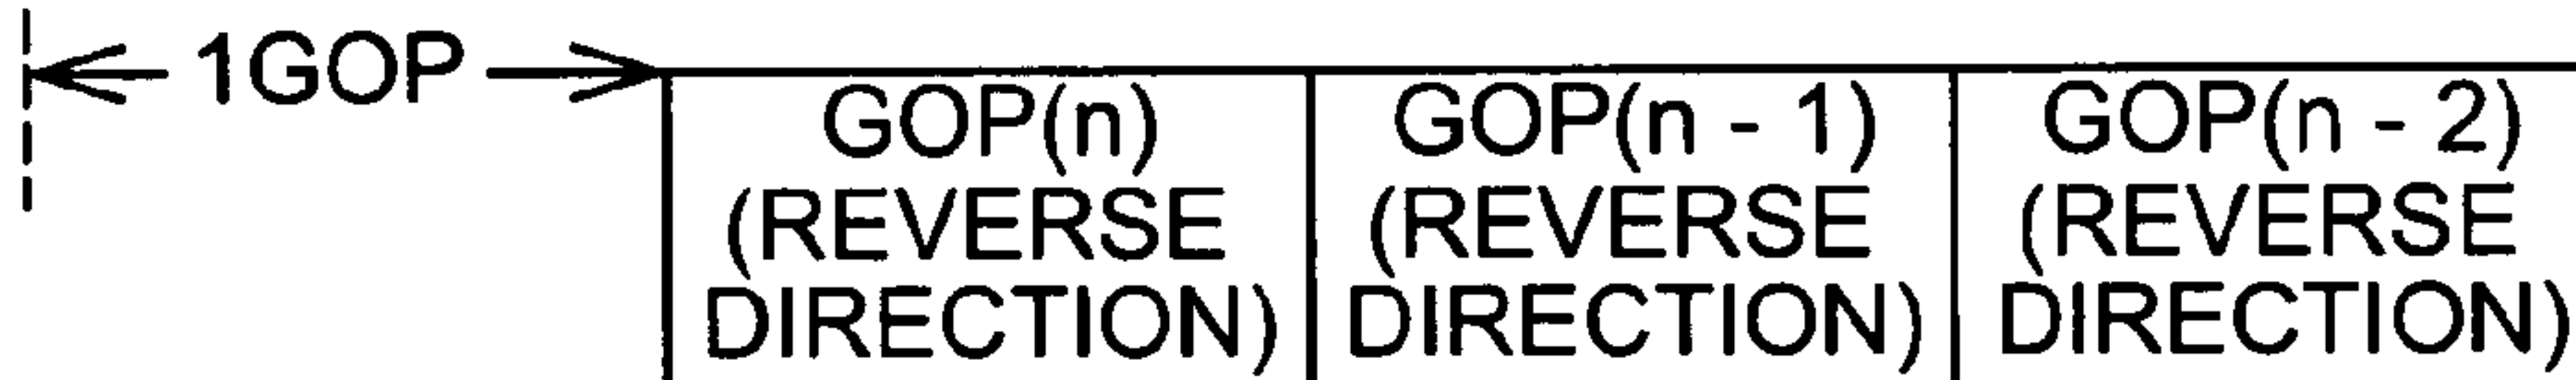 1GOP
GOP(n)
(REVERSE
DIRECTION)
GOP(n - 1)
(REVERSE
DIRECTION)
GOP(n - 2)
(REVERSE
DIRECTION)